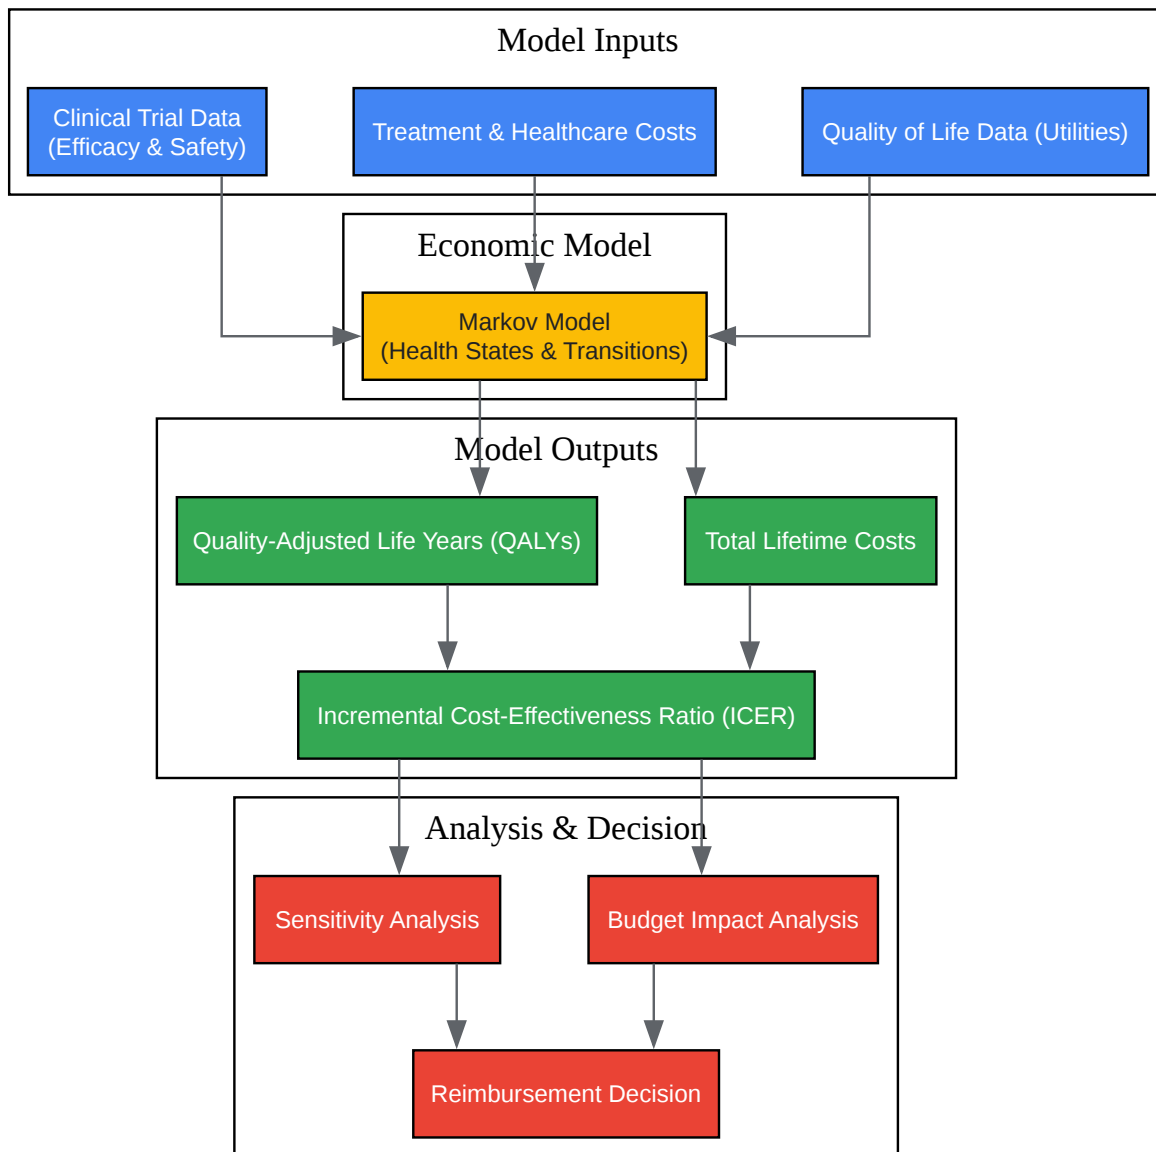 Model Inputs
Clinical Trial Data
(Efficacy & Safety)
Treatment & Healthcare Costs
Quality of Life Data (Utilities)
Economic Model
Markov Model
(Health States & Transitions)
Model Outputs
Quality-Adjusted Life Years (QALYs)
Total Lifetime Costs
Incremental Cost-Effectiveness Ratio (ICER)
Analysis & Decision
Sensitivity Analysis
Budget Impact Analysis
Reimbursement Decision